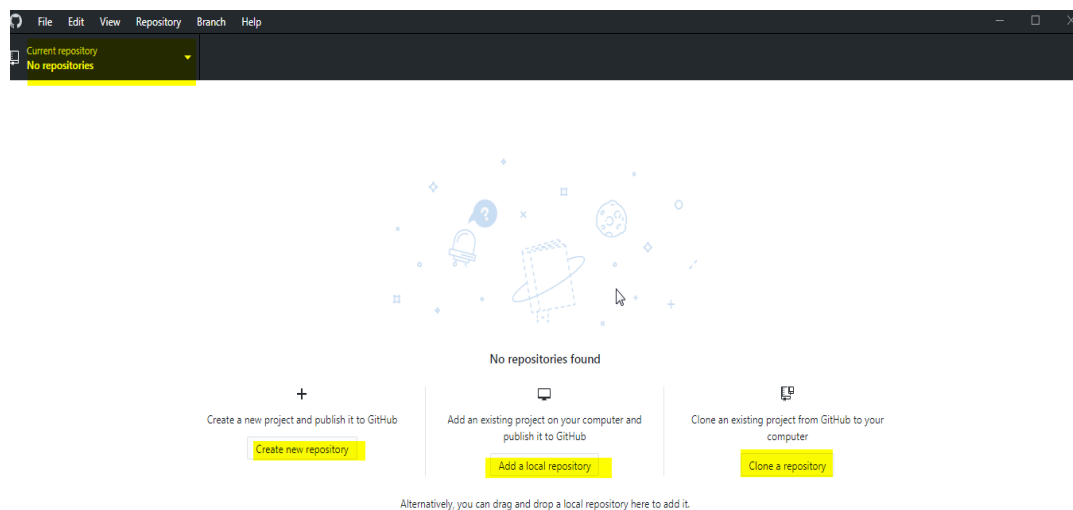 File Edit View Repository Branch Help
Current repository
No repositories
?
No repositories found
Create a new project and publish it to GitHub
Create new repository
Add an existing project on your computer and
publish it to GitHub
Add a local repository
Clone an existing project from GitHub to your
computer
Clone a repository
Alternatively, you can drag and drop a local repository here to add it.